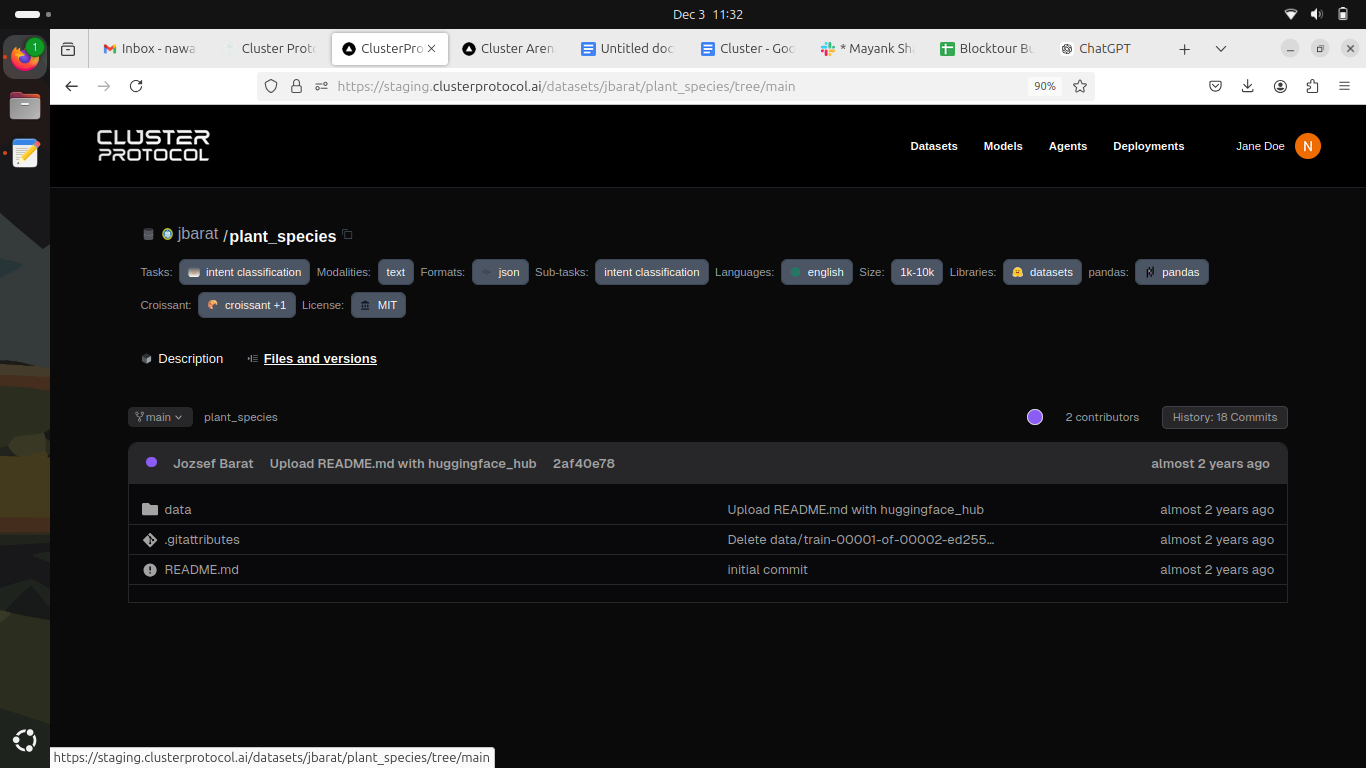 Dec 3 11:32
1
Inbox - nawa
Cluster Prot
ClusterPro
Cluster Aren
Untitled doc
Cluster - Goo
* Mayank Sha
Blocktour Bu
ChatGPT
https://staging.clusterprotocol.ai/datasets/jbarat/plant_species/tree/main
90%
CLUSTER
PROTOCOL
Datasets Models Agents Deployments Jane Doe N
jbarat /plant_species
Tasks: intent classification Modalities: text Formats: json Sub-tasks: intent classification Languages: english Size: 1k-10k Libraries: datasets pandas: pandas
Croissant: croissant +1 License: MIT
Description Files and versions
main plant_species 2 contributors History: 18 Commits
Jozsef Barat Upload README.md with huggingface_hub 2af40e78 almost 2 years ago
data Upload README.md with huggingface_hub almost 2 years ago
.gitattributes Delete data/train-00001-of-00002-ed255... almost 2 years ago
README.md initial commit almost 2 years ago
https://staging.clusterprotocol.ai/datasets/jbarat/plant_species/tree/main